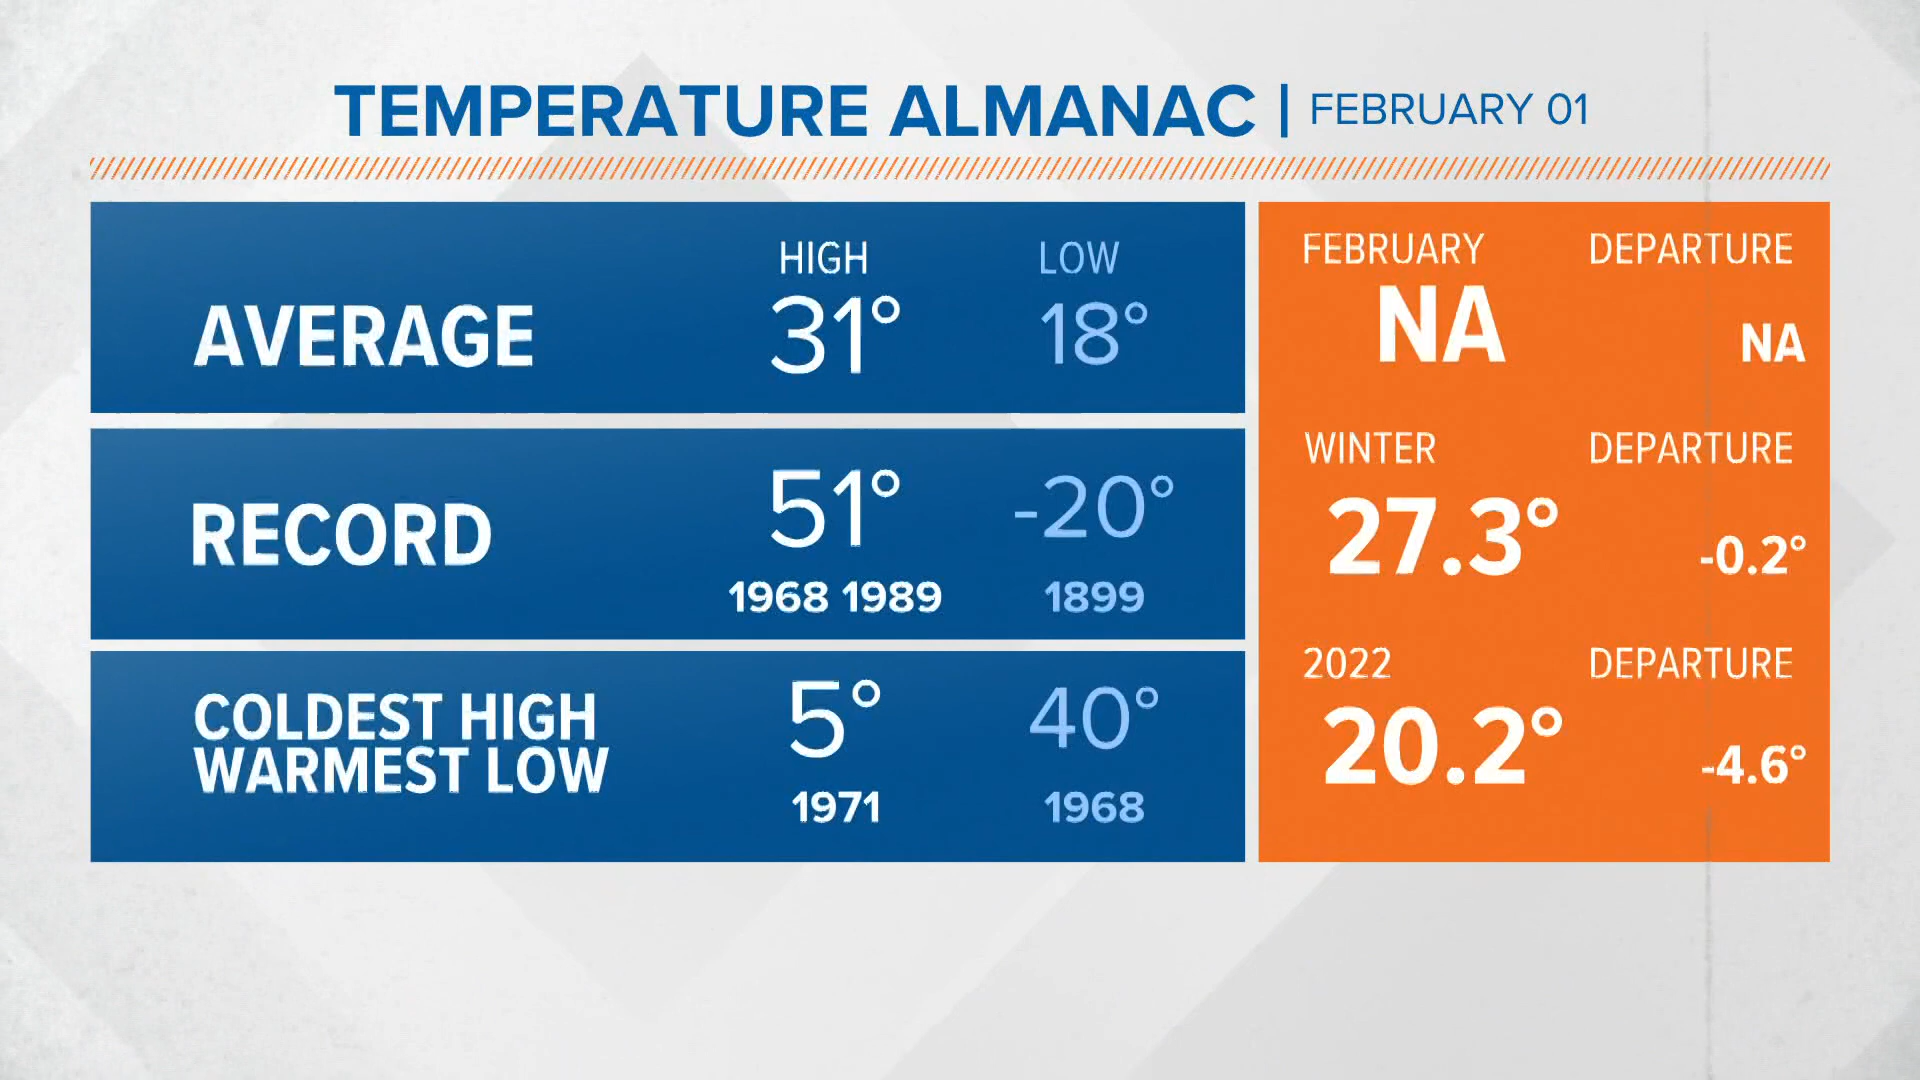 TEMPERATURE ALMANAC | FEBRUARY 01
HIGH LOW
AVERAGE 31° 18°
RECORD 51° -20°
1968 1989 1899
COLDEST HIGH 5° 40°
WARMEST LOW
1971 1968
FEBRUARY DEPARTURE
NA NA
WINTER DEPARTURE
27.3° -0.2°
2022 DEPARTURE
20.2° -4.6°